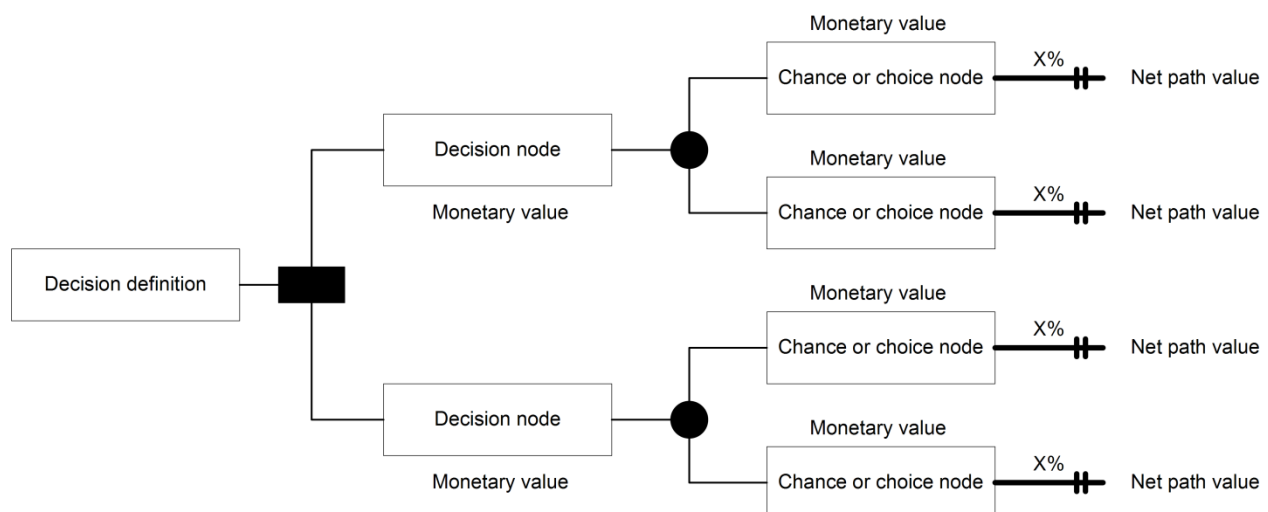 Monetary value
X%
Chance or choice node
Net path value
Decision node
Monetary value
Monetary value
X%
Chance or choice node
Net path value
Decision definition
Monetary value
X%
Chance or choice node
Net path value
Decision node
Monetary value
Monetary value
X%
Chance or choice node
Net path value